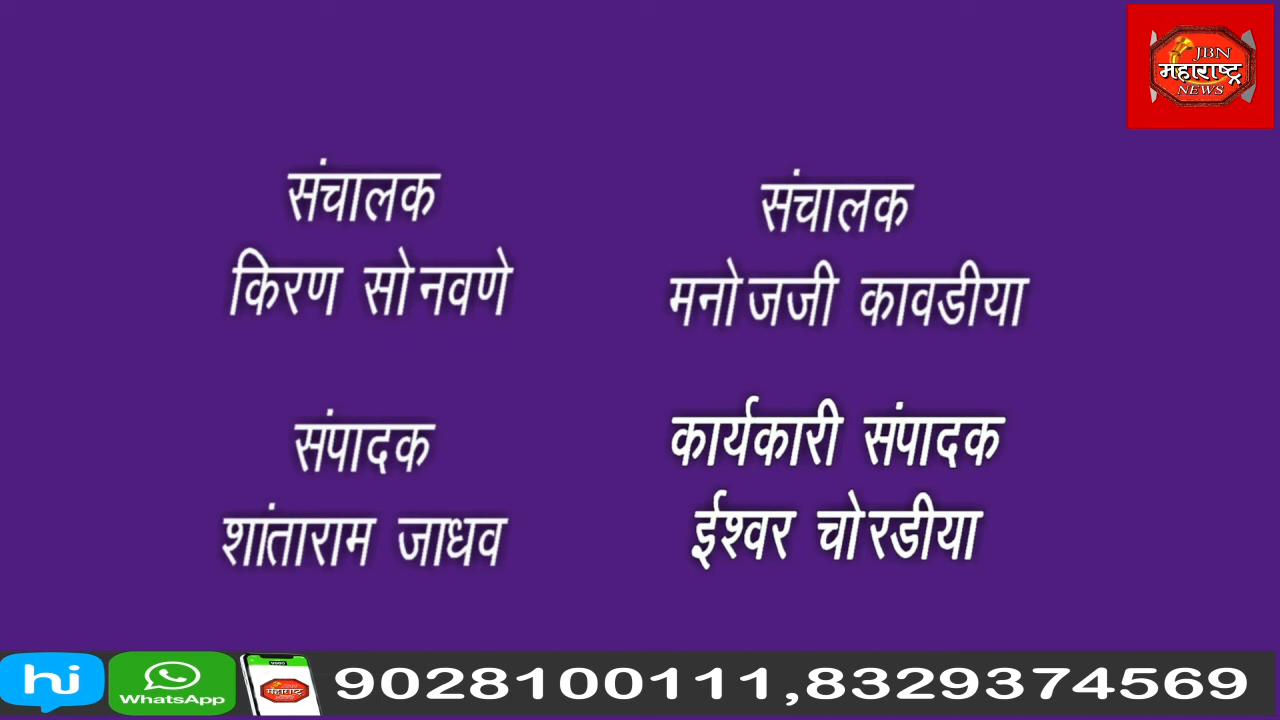 JBN
महाराष्ट्र
NEWS
संचालक
किरण सोनवणे
संचालक
मनोजजी कावडीया
संपादक
शांताराम जाधव
कार्यकारी संपादक
ईश्वर चोरडीया
hi
WhatsApp
महाराष्ट्र
9028100111,8329374569